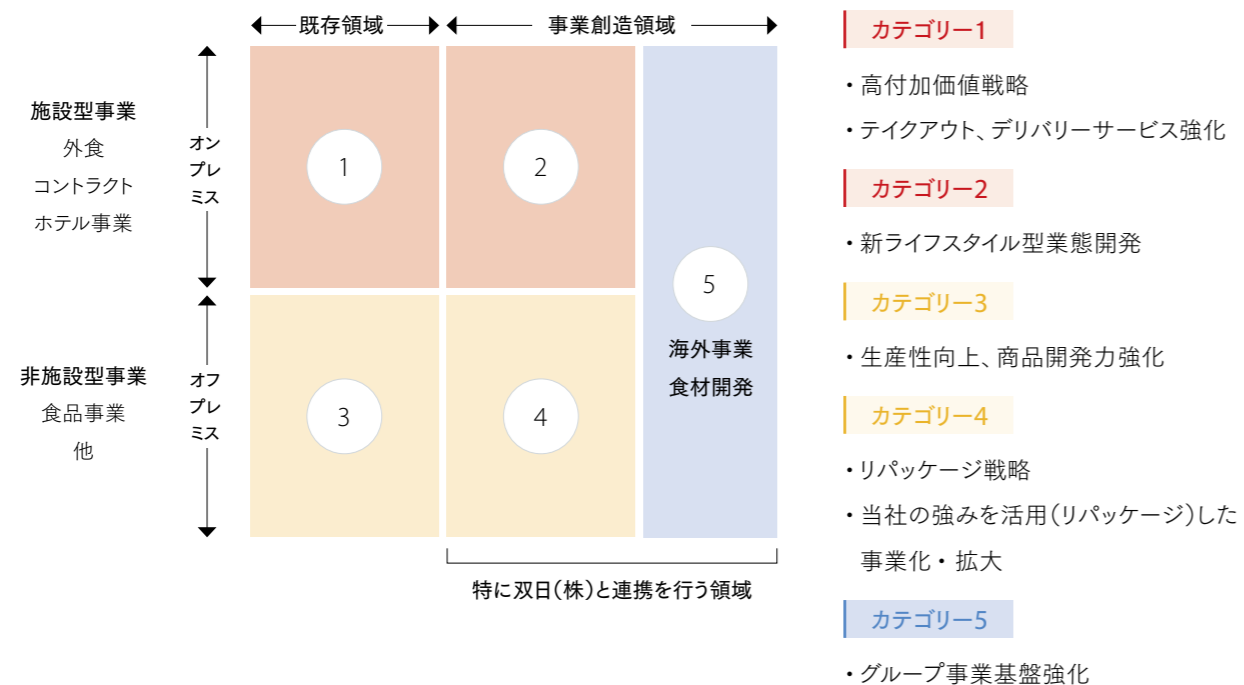 既存領域
事業創造領域
施設型事業
外食
コントラクト
ホテル事業
オン
プレ
ミス
1
2
5
海外事業
食材開発
非施設型事業
食品事業
他
オフ
プレ
ミス
3
4
特に双日(株)と連携を行う領域
カテゴリー1
・高付加価値戦略
・テイクアウト、デリバリーサービス強化
カテゴリー2
・新ライフスタイル型業態開発
カテゴリー3
・生産性向上、商品開発力強化
カテゴリー4
・リパッケージ戦略
・当社の強みを活用(リパッケージ)した
事業化・拡大
カテゴリー5
・グループ事業基盤強化